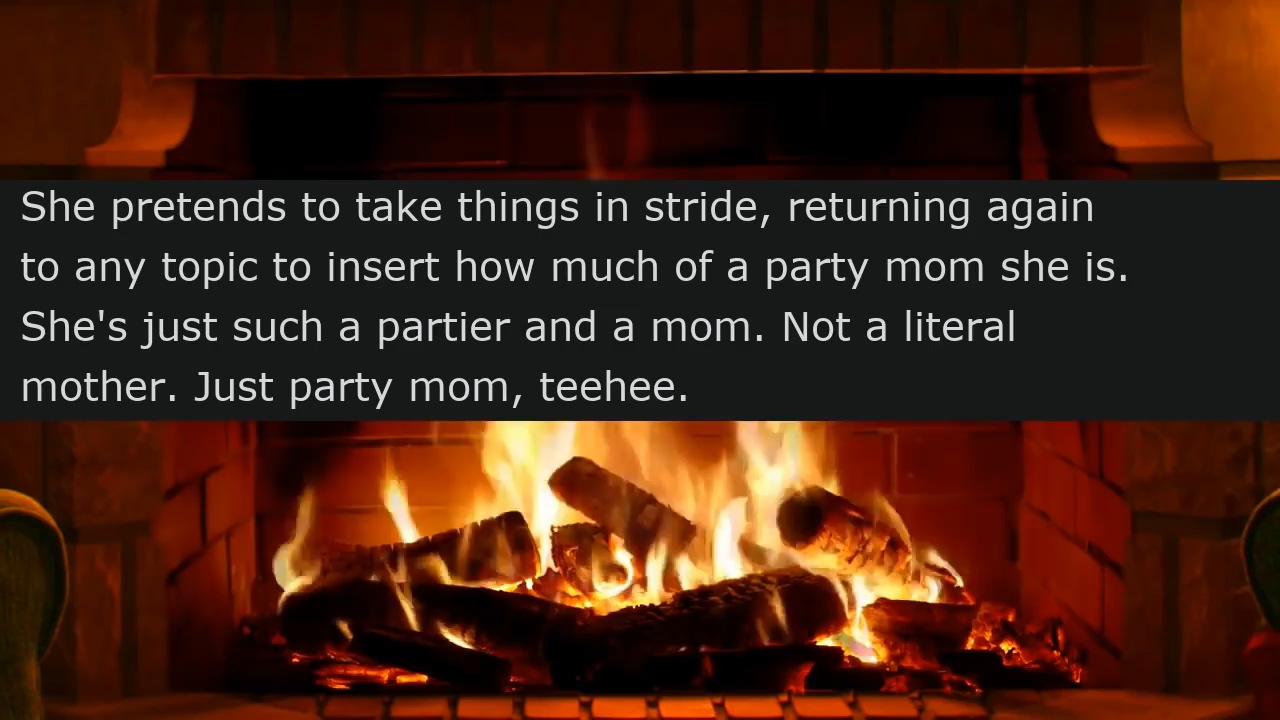 She pretends to take things in stride, returning again
to any topic to insert how much of a party mom she is.
She's just such a partier and a mom. Not a literal
mother. Just party mom, teehee.